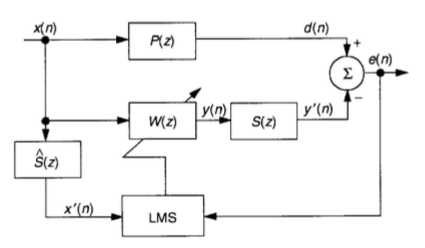 x(n)
P(z)
d(n)
+
Σ
e(n)
W(z)
y(n)
S(z)
y′(n)
−
Ŝ(z)
x′(n)
LMS